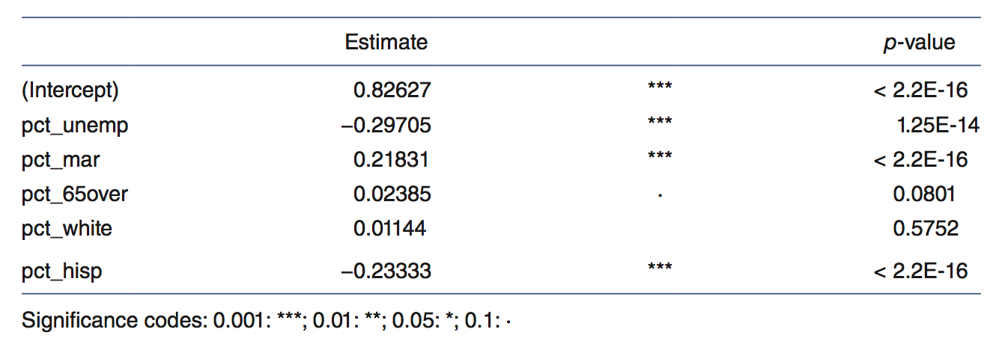 Estimate p-value
(Intercept) 0.82627 *** < 2.2E-16
pct_unemp −0.29705 *** 1.25E-14
pct_mar 0.21831 *** < 2.2E-16
pct_65over 0.02385 · 0.0801
pct_white 0.01144 0.5752
pct_hisp −0.23333 *** < 2.2E-16
Significance codes: 0.001: ***; 0.01: **; 0.05: *; 0.1: ·